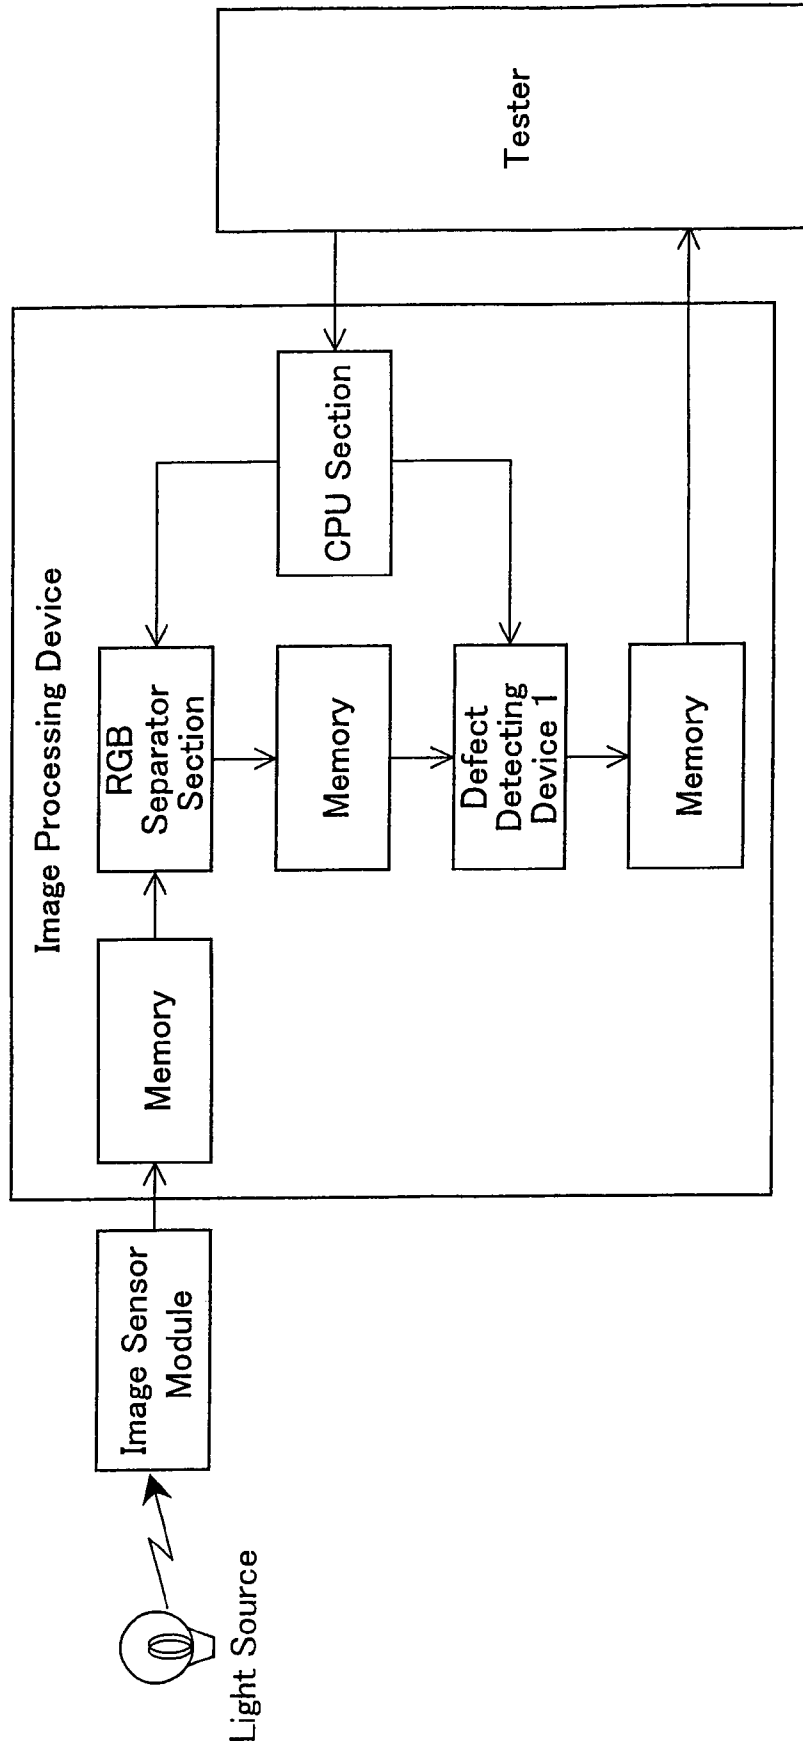 Image Processing Device
Light Source
Image Sensor
Module
Memory
RGB
Separator
Section
Memory
Defect
Detecting
Device 1
Memory
CPU Section
Tester